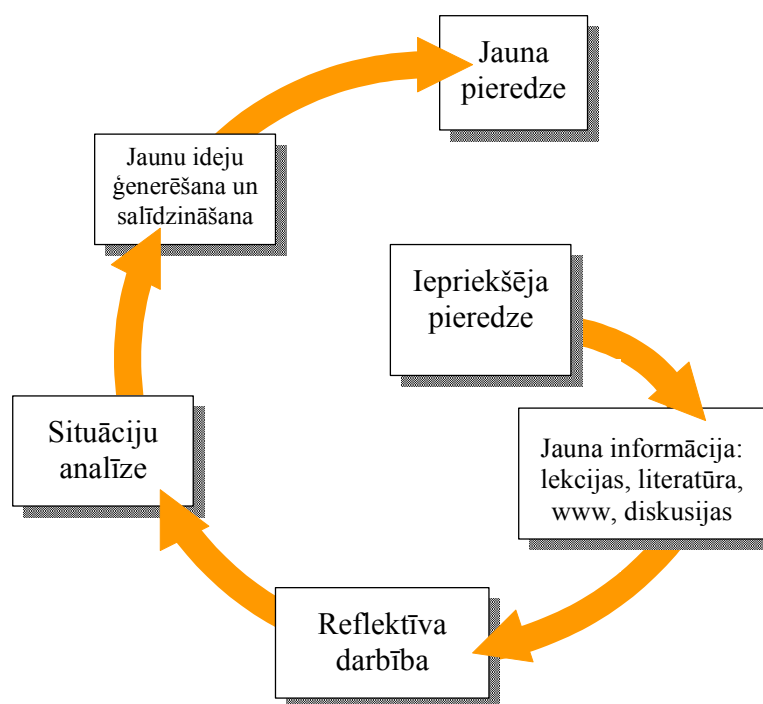 Jauna
pieredze
Jaunu ideju
ģenerēšana un
salīdzināšana
Iepriekšēja
pieredze
Situāciju
analīze
Jauna informācija:
lekcijas, literatūra,
www, diskusijas
Reflektīva
darbība